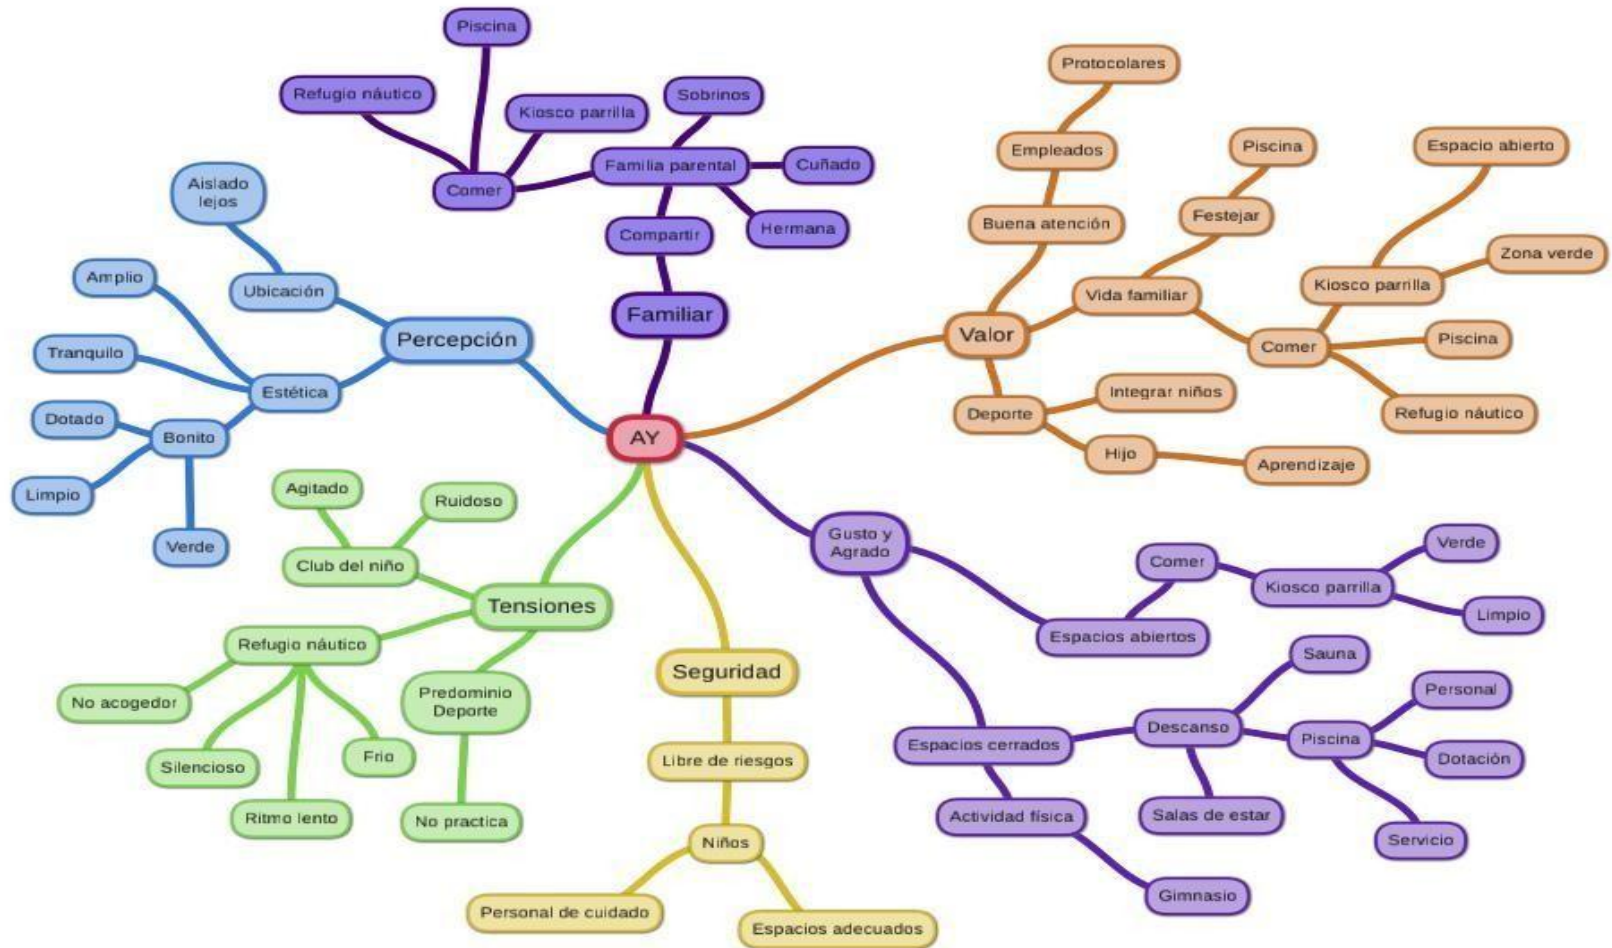 Piscina
Refugio náutico
Kiosco parrilla
Sobrinos
Familia parental
Cuñado
Comer
Compartir
Hermana
Familiar
Aislado
lejos
Amplio
Ubicación
Percepción
Tranquilo
Estética
Dotado
Bonito
Limpio
Verde
AY
Protocolares
Empleados
Piscina
Espacio abierto
Buena atención
Festejar
Zona verde
Vida familiar
Kiosco parrilla
Valor
Comer
Piscina
Integrar niños
Deporte
Refugio náutico
Hijo
Aprendizaje
Agitado
Ruidoso
Club del niño
Tensiones
Refugio náutico
No acogedor
Predominio
Deporte
Silencioso
Frio
Ritmo lento
No practica
Seguridad
Libre de riesgos
Niños
Personal de cuidado
Espacios adecuados
Gusto y
Agrado
Comer
Verde
Kiosco parrilla
Limpio
Espacios abiertos
Sauna
Personal
Descanso
Espacios cerrados
Piscina
Dotación
Actividad física
Salas de estar
Servicio
Gimnasio